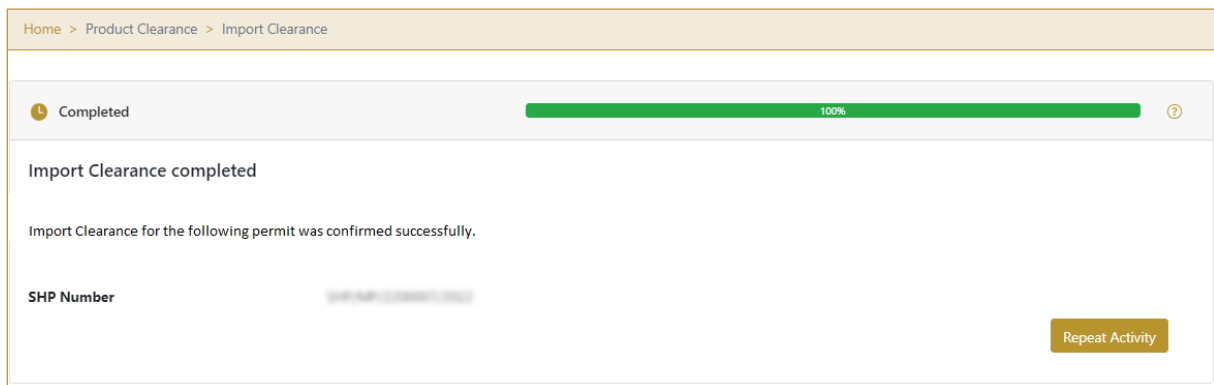 Home > Product Clearance > Import Clearance
Completed
100%
Import Clearance completed
Import Clearance for the following permit was confirmed successfully.
SHP Number
Repeat Activity